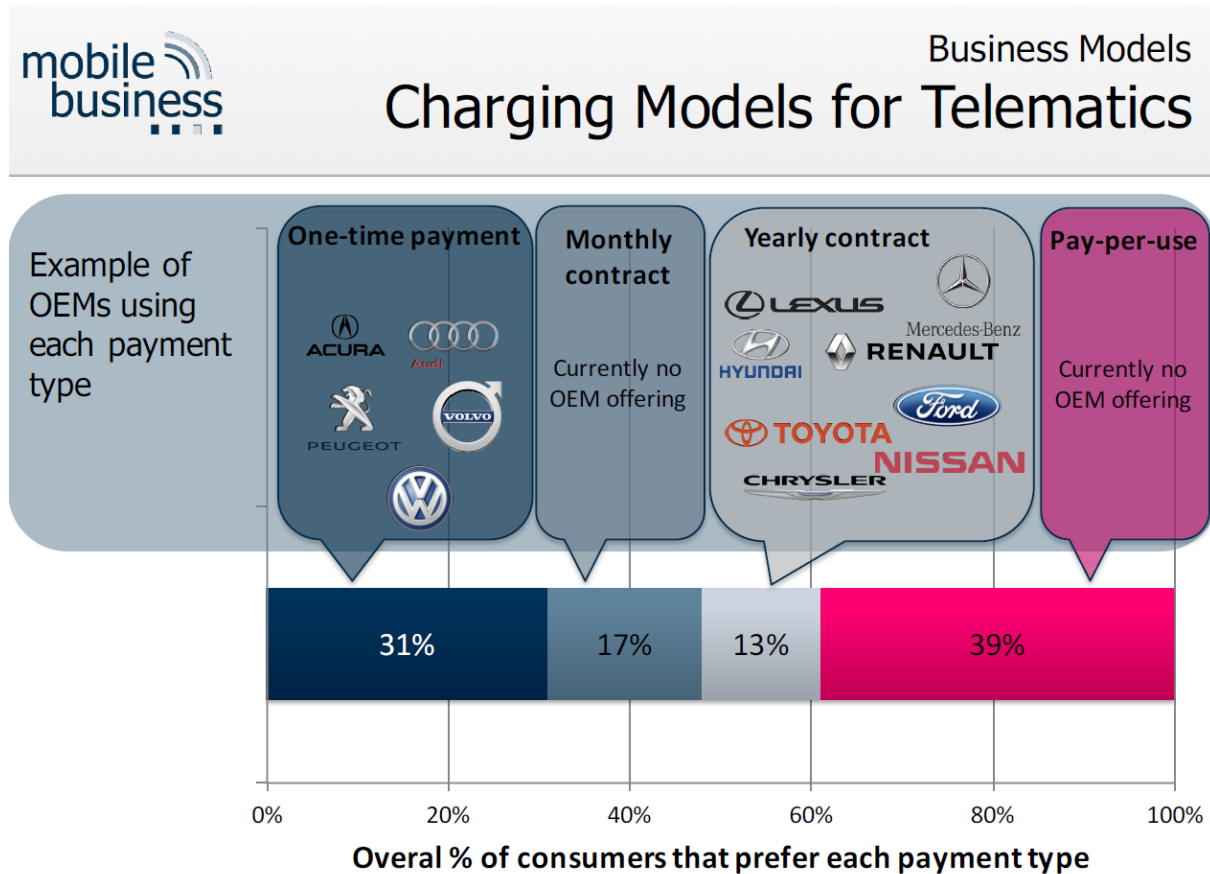 mobile
business
Business Models
Charging Models for Telematics
Example of
OEMs using
each payment
type
One-time payment
ACURA
Audi
PEUGEOT
VOLVO
Monthly
contract
Currently no
OEM offering
Yearly contract
LEXUS
Mercedes-Benz
HYUNDAI
RENAULT
Ford
TOYOTA
NISSAN
CHRYSLER
Pay-per-use
Currently no
OEM offering
31%
17%
13%
39%
0%
20%
40%
60%
80%
100%
Overal % of consumers that prefer each payment type